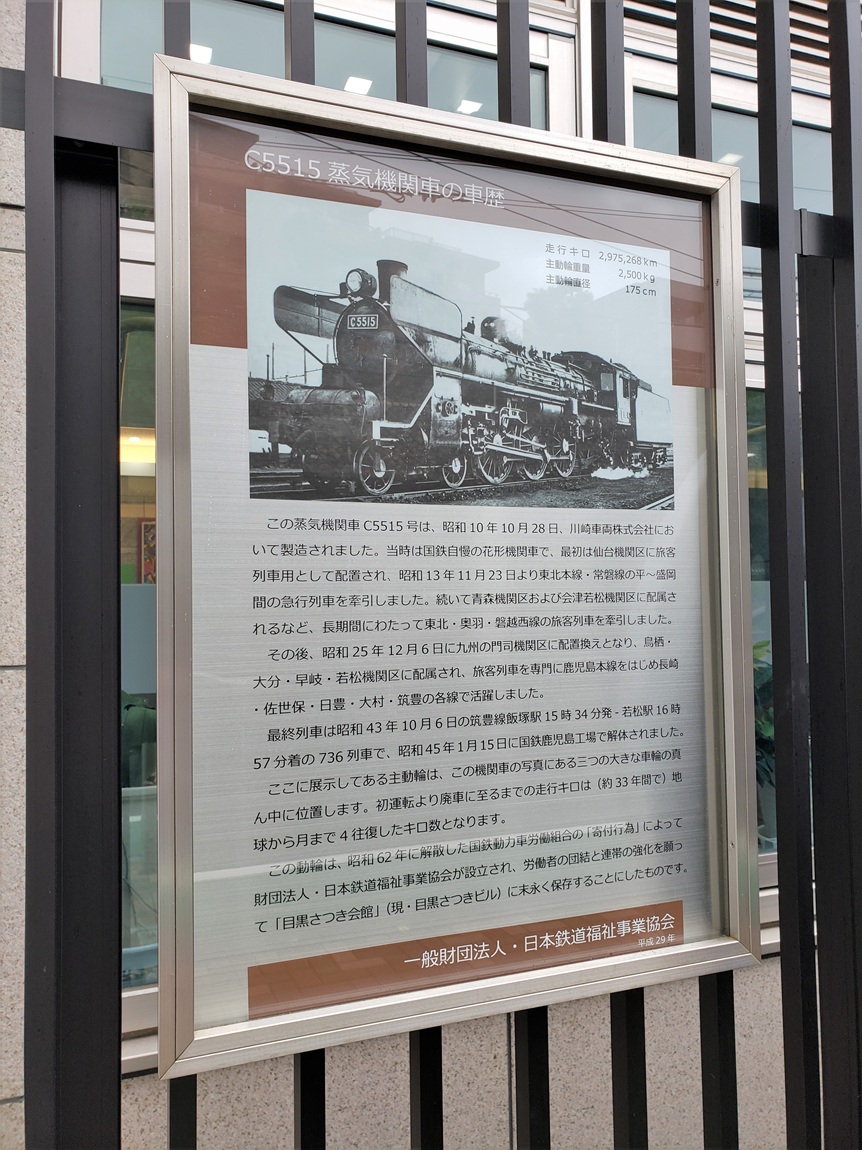 C5515 蒸気機関車の車歴
走行キロ 2,975,268km
主動輪重量 2,500kg
主動輪直径 175cm
C5515
この蒸気機関車 C5515 号は、昭和 10 年 10 月 28 日、川崎車両株式会社にお
いて製造されました。当時は国鉄自慢の花形機関車で、最初は仙台機関区に旅客
列車用として配置され、昭和 13 年 11 月 23 日より東北本線・常磐線の平～盛岡
間の急行列車を牽引しました。続いて青森機関区および会津若松機関区に配属さ
れるなど、長期間にわたって東北・奥羽・磐越西線の旅客列車を牽引しました。
その後、昭和 25 年 12 月 6 日に九州の門司機関区に配置換えとなり、鳥栖・
大分・早岐・若松機関区に配属され、旅客列車を専門に鹿児島本線をはじめ長崎
・佐世保・日豊・大村・筑豊の各線で活躍しました。
最終列車は昭和 43 年 10 月 6 日の筑豊線飯塚駅 15 時 34 分発 - 若松駅 16 時
57 分着の 736 列車で、昭和 45 年 1 月 15 日に国鉄鹿児島工場で解体されました。
ここに展示してある主動輪は、この機関車の写真にある三つの大きな車輪の真
ん中に位置します。初運転より廃車に至るまでの走行キロは（約 33 年間で）地
球から月まで 4 往復したキロ数となります。
この動輪は、昭和 62 年に解散した国鉄動力車労働組合の「寄付行為」によって
財団法人・日本鉄道福祉事業協会が設立され、労働者の団結と連帯の強化を願っ
て「目黒さつき会館」（現・目黒さつきビル）に末永く保存することにしたものです。
一般財団法人・日本鉄道福祉事業協会
平成 29 年